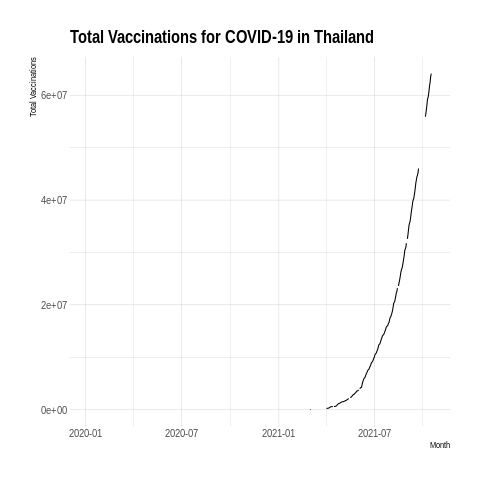 Total Vaccinations for COVID-19 in Thailand
Total Vaccinations
6e+07
4e+07
2e+07
0e+00
2020-01 2020-07 2021-01 2021-07
Month